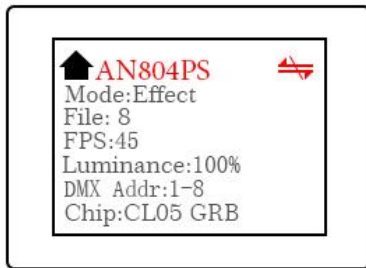 AN804PS
Mode:Effect
File: 8
FPS:45
Luminance:100%
DMX Addr:1-8
Chip:CL05 GRB